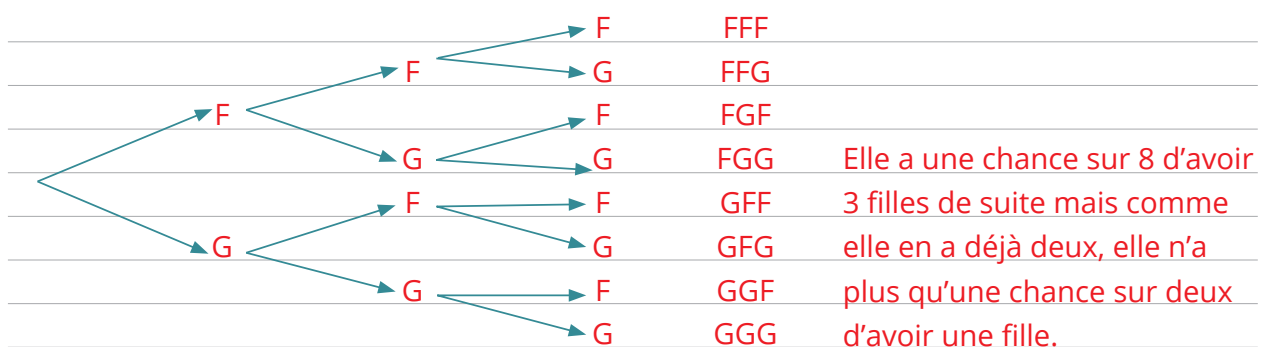 F FFF
F G FFG
F F FGF
G G FGG Elle a une chance sur 8 d’avoir
F F GFF 3 filles de suite mais comme
G G GFG elle en a déjà deux, elle n’a
G F GGF plus qu’une chance sur deux
G GGG d’avoir une fille.